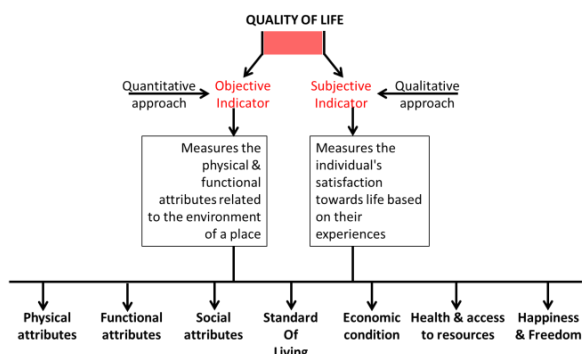 QUALITY OF LIFE
Quantitative
approach
Objective
Indicator
Subjective
Indicator
Qualitative
approach
Measures the
physical &
functional
attributes related
to the environment
of a place
Measures the
individual's
satisfaction
towards life based
on their
experiences
Physical
attributes
Functional
attributes
Social
attributes
Standard
Of
Living
Economic
condition
Health & access
to resources
Happiness
& Freedom